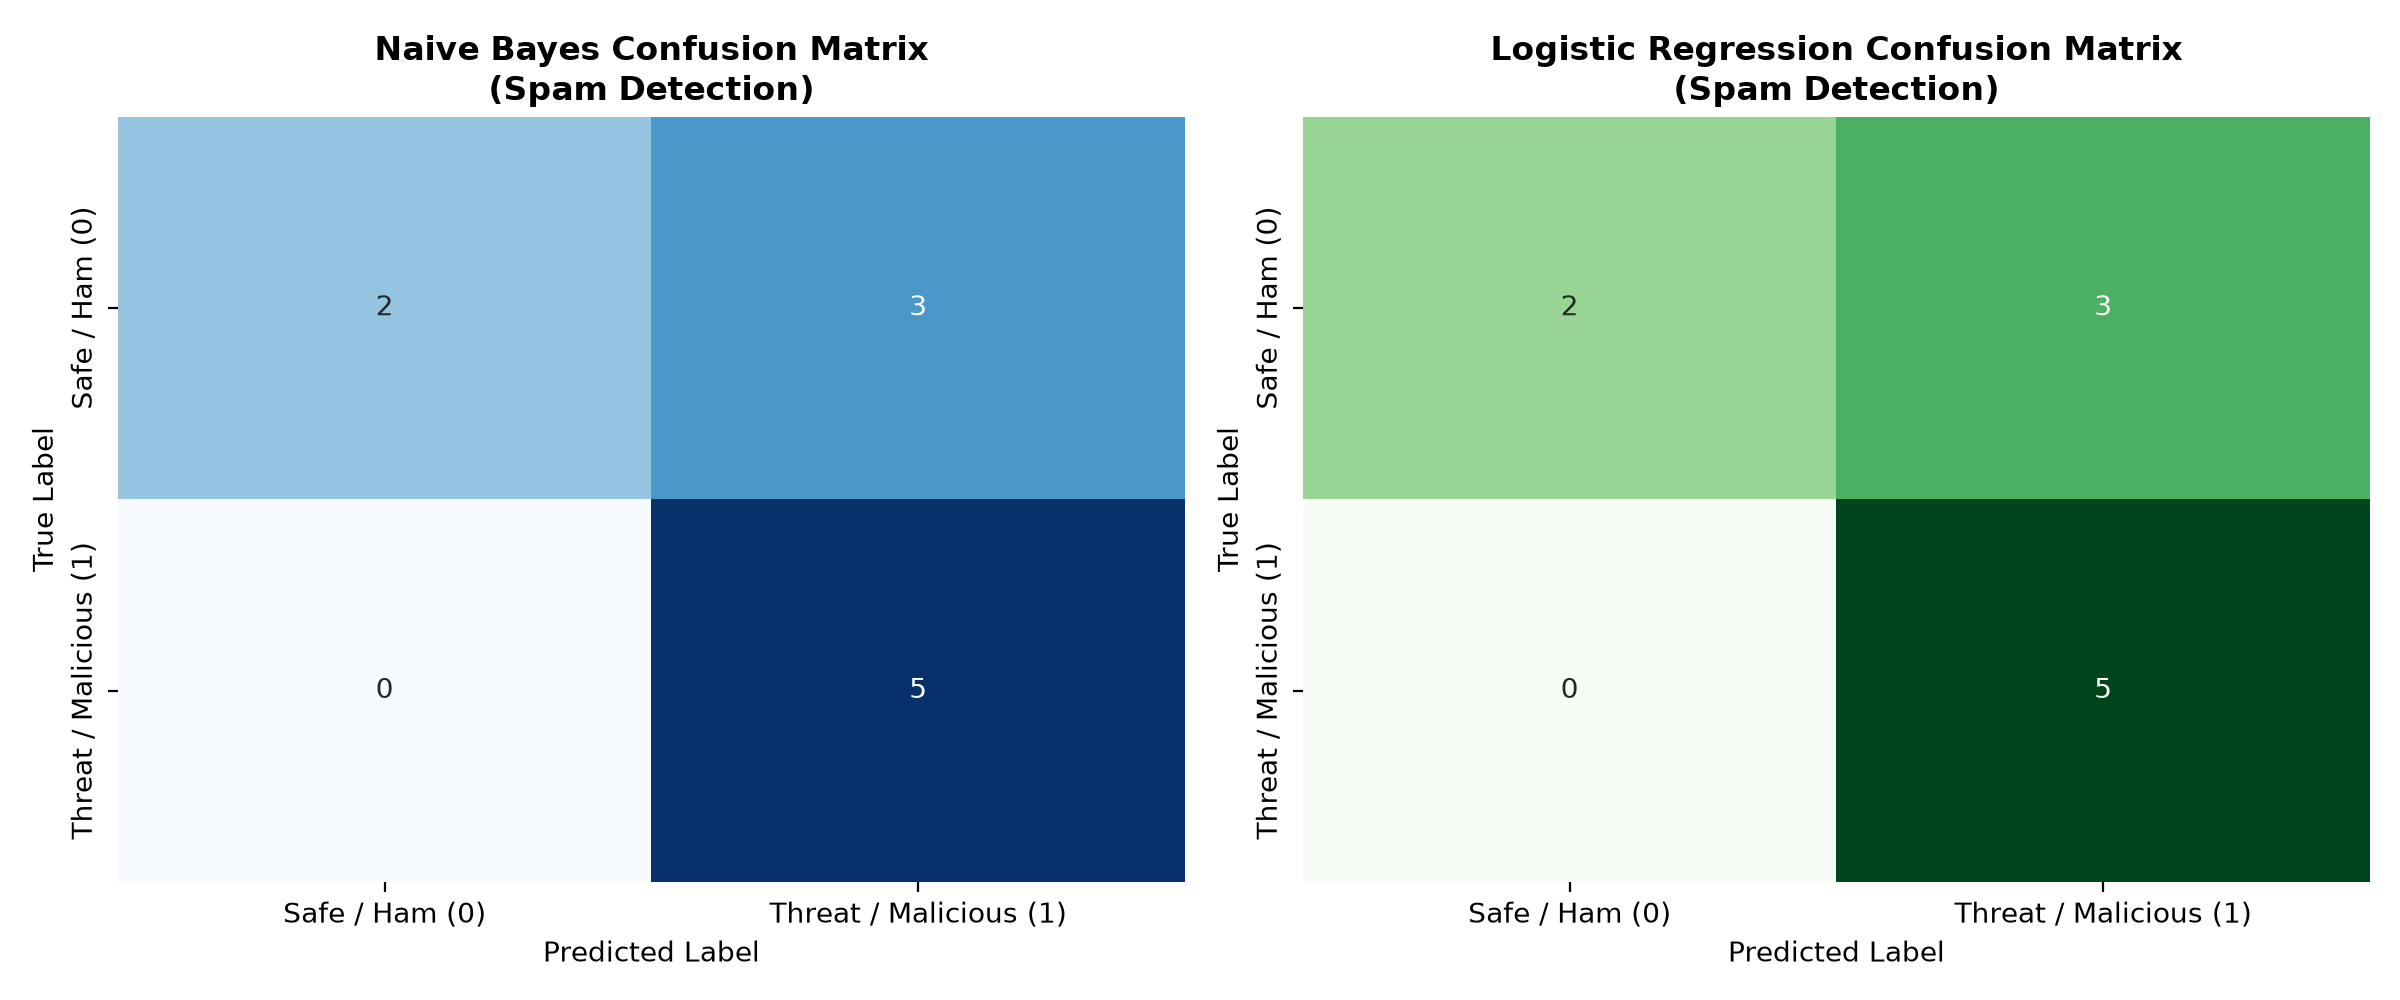 Naive Bayes Confusion Matrix
(Spam Detection)
True Label
Safe / Ham (0)
Threat / Malicious (1)
2
3
0
5
Safe / Ham (0)
Threat / Malicious (1)
Predicted Label
Logistic Regression Confusion Matrix
(Spam Detection)
True Label
Safe / Ham (0)
Threat / Malicious (1)
2
3
0
5
Safe / Ham (0)
Threat / Malicious (1)
Predicted Label